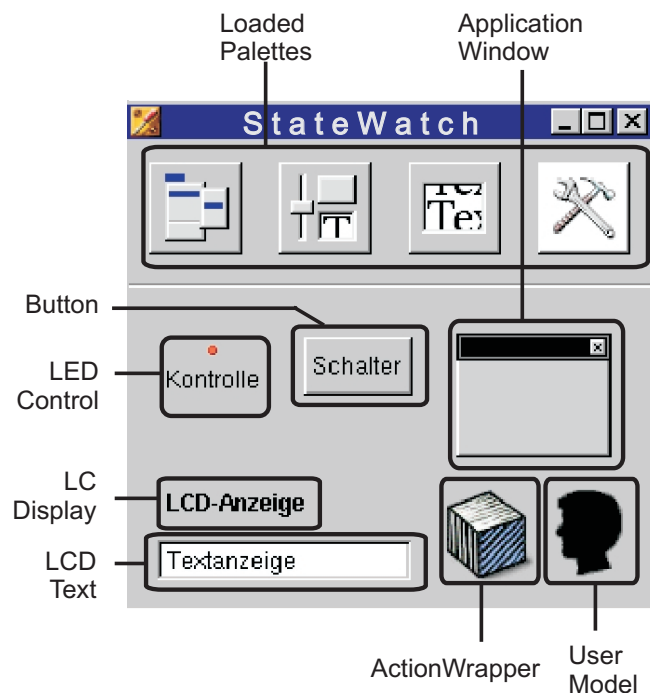 Loaded
Palettes
Application
Window
StateWatch
T
Tex
Button
Schalter
LED
Control
Kontrolle
LC
Display
LCD-Anzeige
LCD
Text
Textanzeige
ActionWrapper
User
Model